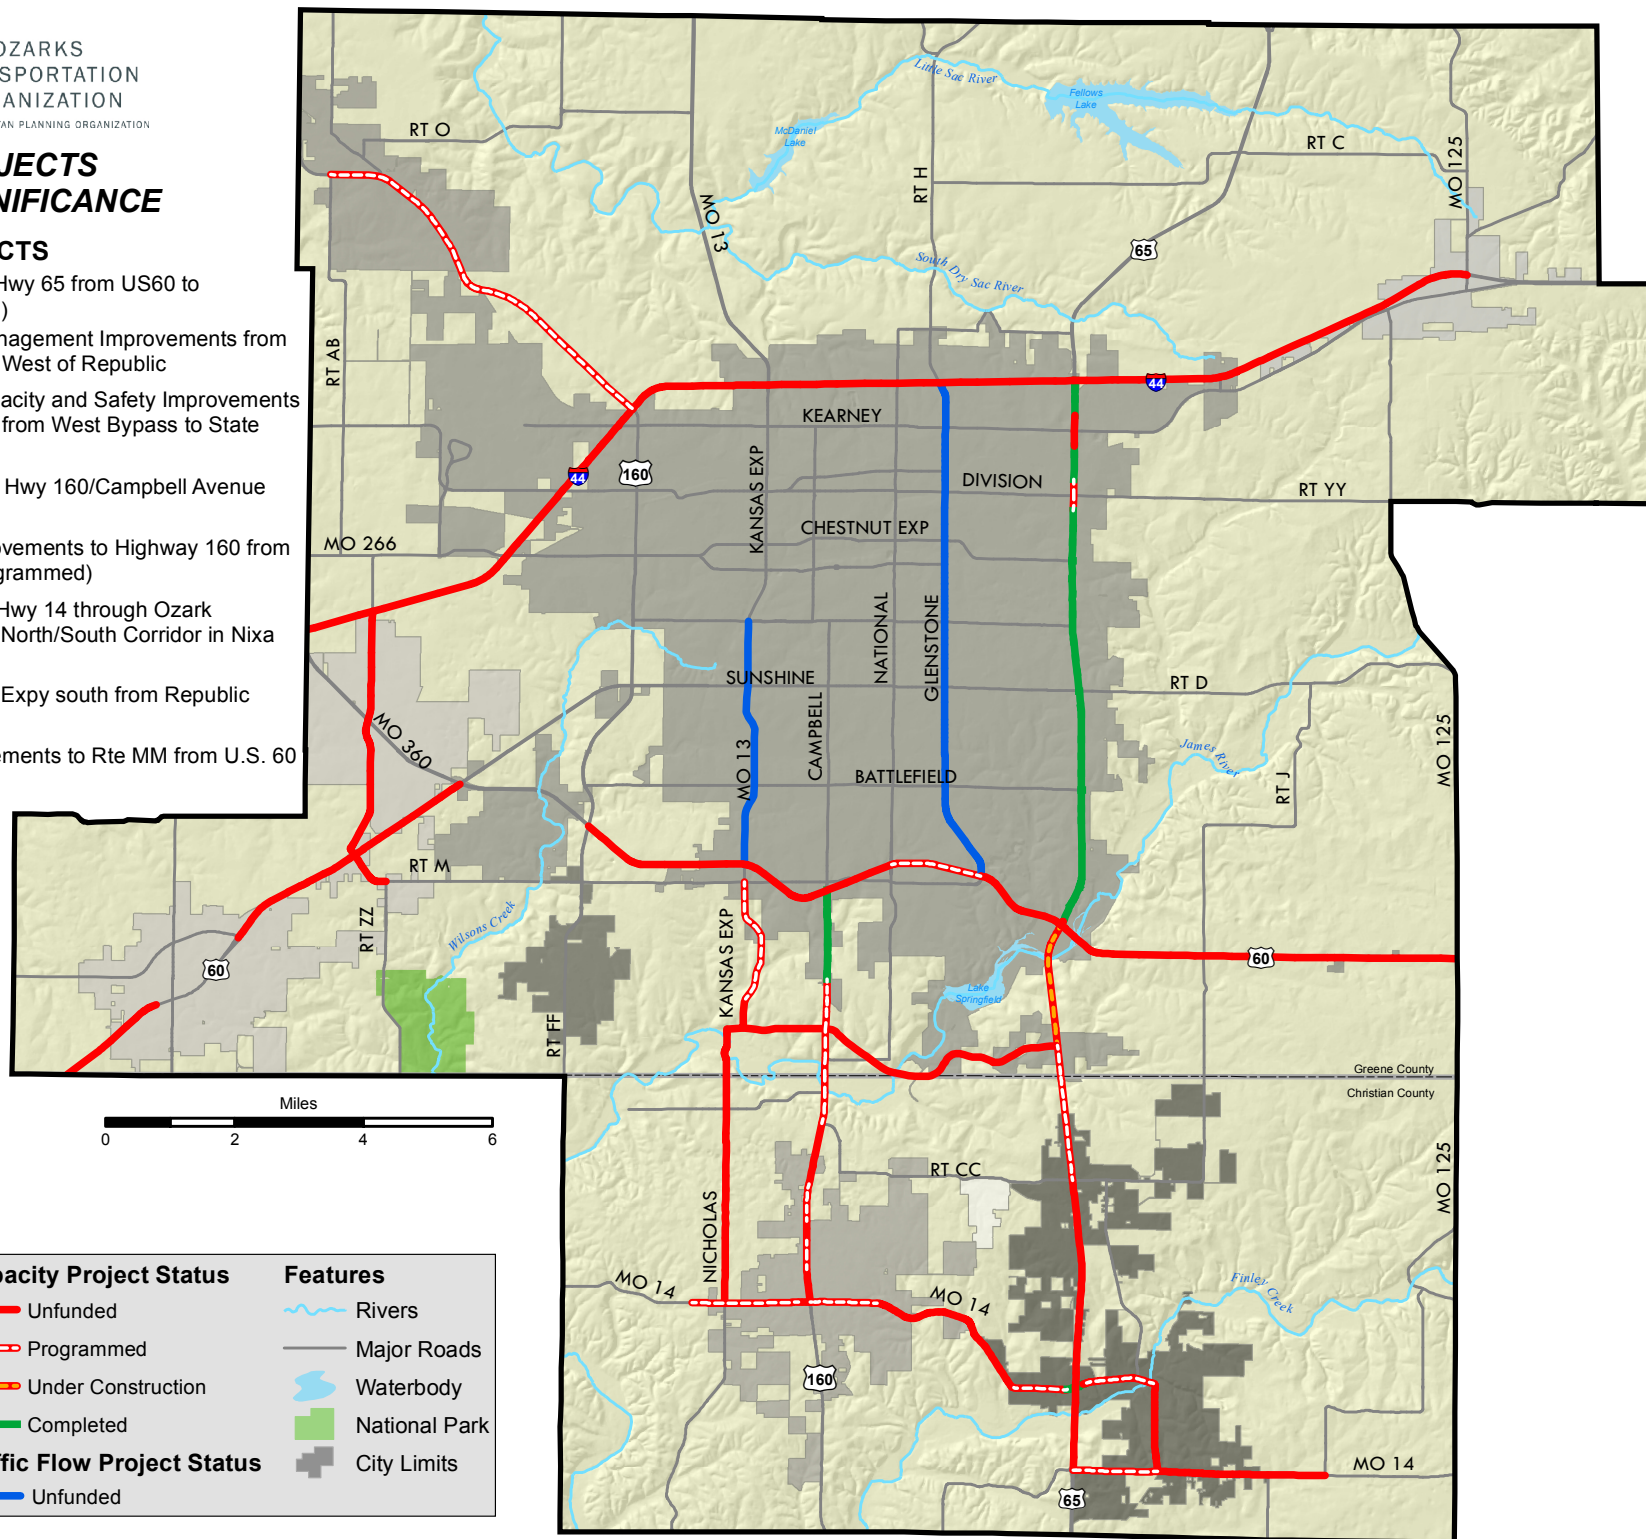 OZARKS
SPORTATION
ANIZATION
AN PLANNING ORGANIZATION
JECTS
NIFICANCE
CTS
Hwy 65 from US60 to
)
nagement Improvements from
West of Republic
acity and Safety Improvements
from West Bypass to State
Hwy 160/Campbell Avenue
ovements to Highway 160 from
grammed)
Hwy 14 through Ozark
North/South Corridor in Nixa
Expy south from Republic
ements to Rte MM from U.S. 60
RT O
Little Sac River
Fellows
Lake
McDaniel
Lake
RT C
MO 125
RT H
MO 13
65
South Dry Sac River
RT AB
44
KEARNEY
44
160
KANSAS EXP
DIVISION
RT YY
CHESTNUT EXP
MO 266
NATIONAL
GLENSTONE
SUNSHINE
RT D
CAMPBELL
MO 360
MO 13
BATTLEFIELD
James River
RT J
MO 125
RT M
RT ZZ
Wilsons Creek
KANSAS EXP
60
60
Lake
Springfield
RT FF
Greene County
Christian County
Miles
0 2 4 6
RT CC
MO 125
NICHOLAS
MO 14
MO 14
Finley Creek
160
MO 14
65
pacity Project Status
Unfunded
Programmed
Under Construction
Completed
ffic Flow Project Status
Unfunded
Features
Rivers
Major Roads
Waterbody
National Park
City Limits